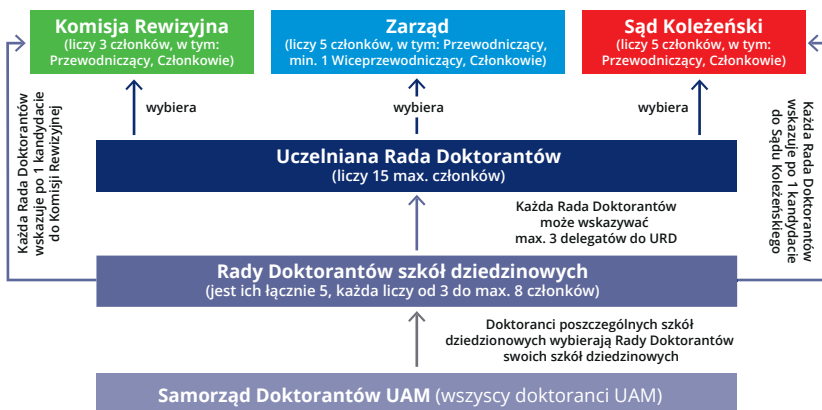 Komisja Rewizyjna
(liczy 3 członków, w tym:
Przewodniczący, Członkowie)
Zarząd
(liczy 5 członków, w tym: Przewodniczący,
min. 1 Wiceprzewodniczący, Członkowie)
Sąd Koleżeński
(liczy 5 członków, w tym:
Przewodniczący, Członkowie)
wybiera
wybiera
wybiera
Każda Rada Doktorantów
wskazuje po 1 kandydacie
do Komisji Rewizyjnej
Każda Rada Doktorantów
wskazuje po 1 kandydacie
do Sądu Koleżeńskiego
Uczelniana Rada Doktorantów
(liczy 15 max. członków)
Każda Rada Doktorantów
może wskazywać
max. 3 delegatów do URD
Rady Doktorantów szkół dziedzinowych
(jest ich łącznie 5, każda liczy od 3 do max. 8 członków)
Doktoranci poszczególnych szkół
dziedzionowych wybierają Rady Doktorantów
swoich szkół dziedzinowych
Samorząd Doktorantów UAM (wszyscy doktoranci UAM)